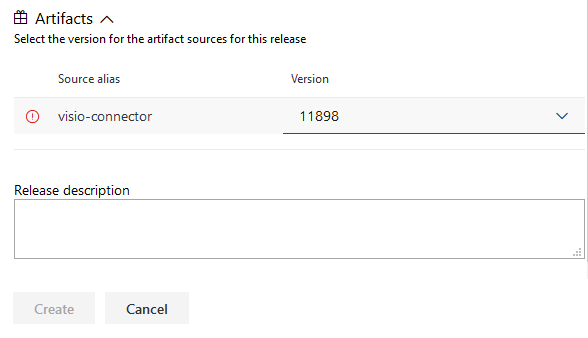 Artifacts
Select the version for the artifact sources for this release
Source alias Version
visio-connector 11898
Release description
Create Cancel